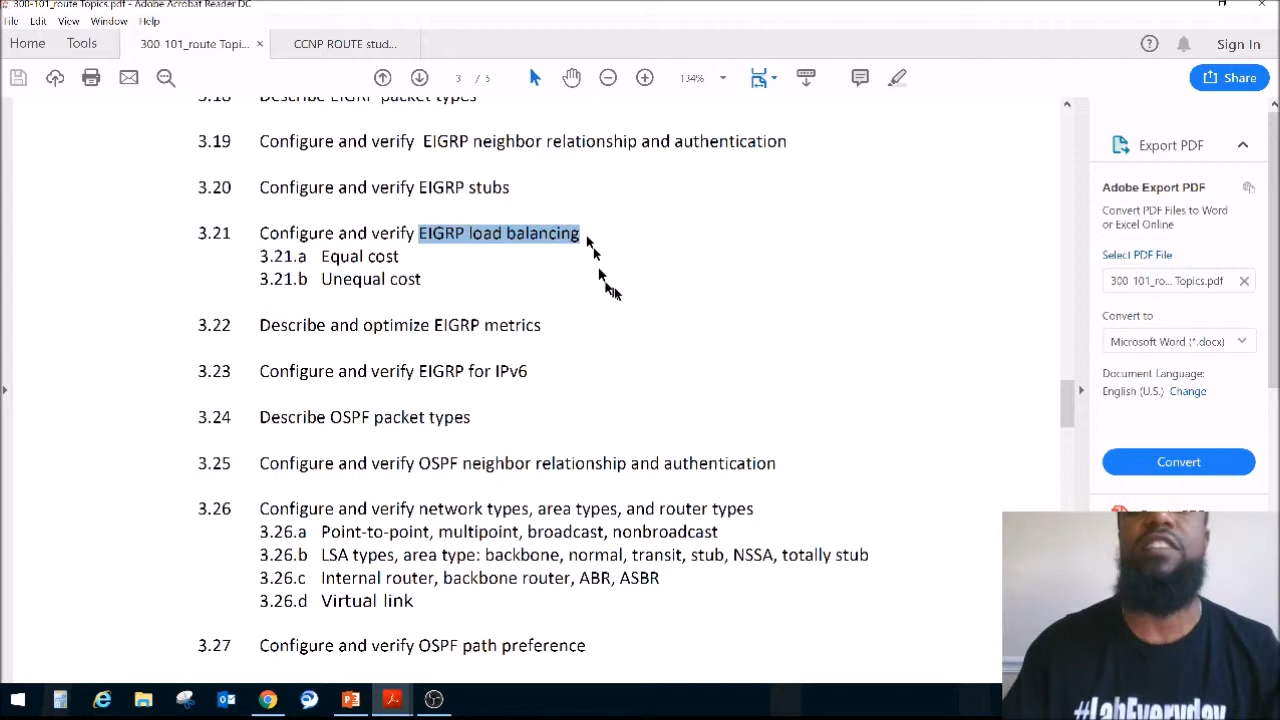 300-101_route Topics.pdf - Adobe Acrobat Reader DC
File Edit View Window Help
Home Tools 300 101_route Topi... × CCNP ROUTE stud... Sign In
3 / 5 134% Share
3.18 Describe EIGRP packet types
3.19 Configure and verify EIGRP neighbor relationship and authentication
3.20 Configure and verify EIGRP stubs
3.21 Configure and verify EIGRP load balancing
3.21.a Equal cost
3.21.b Unequal cost
3.22 Describe and optimize EIGRP metrics
3.23 Configure and verify EIGRP for IPv6
3.24 Describe OSPF packet types
3.25 Configure and verify OSPF neighbor relationship and authentication
3.26 Configure and verify network types, area types, and router types
3.26.a Point-to-point, multipoint, broadcast, nonbroadcast
3.26.b LSA types, area type: backbone, normal, transit, stub, NSSA, totally stub
3.26.c Internal router, backbone router, ABR, ASBR
3.26.d Virtual link
3.27 Configure and verify OSPF path preference
Export PDF
Adobe Export PDF
Convert PDF Files to Word
or Excel Online
Select PDF File
300 101_ro... Topics.pdf
Convert to
Microsoft Word (*.docx)
Document Language:
English (U.S.) Change
Convert
#LabEveryday